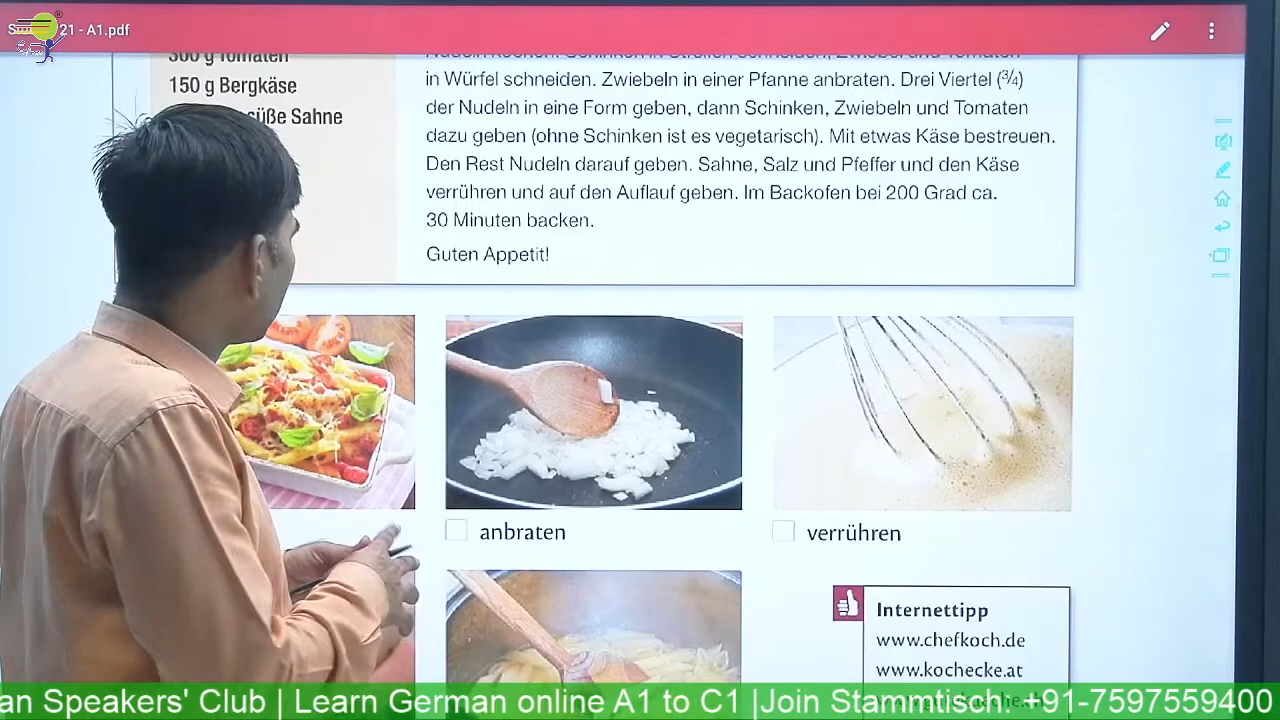 21 - A1.pdf
300 g Tomaten
150 g Bergkäse
süße Sahne
in Würfel schneiden. Zwiebeln in einer Pfanne anbraten. Drei Viertel (¾)
der Nudeln in eine Form geben, dann Schinken, Zwiebeln und Tomaten
dazu geben (ohne Schinken ist es vegetarisch). Mit etwas Käse bestreuen.
Den Rest Nudeln darauf geben. Sahne, Salz und Pfeffer und den Käse
verrühren und auf den Auflauf geben. Im Backofen bei 200 Grad ca.
30 Minuten backen.
Guten Appetit!
anbraten
verrühren
Internettipp
www.chefkoch.de
www.kochecke.at
an Speakers' Club | Learn German online A1 to C1 |Join Stammtisch: +91-7597559400